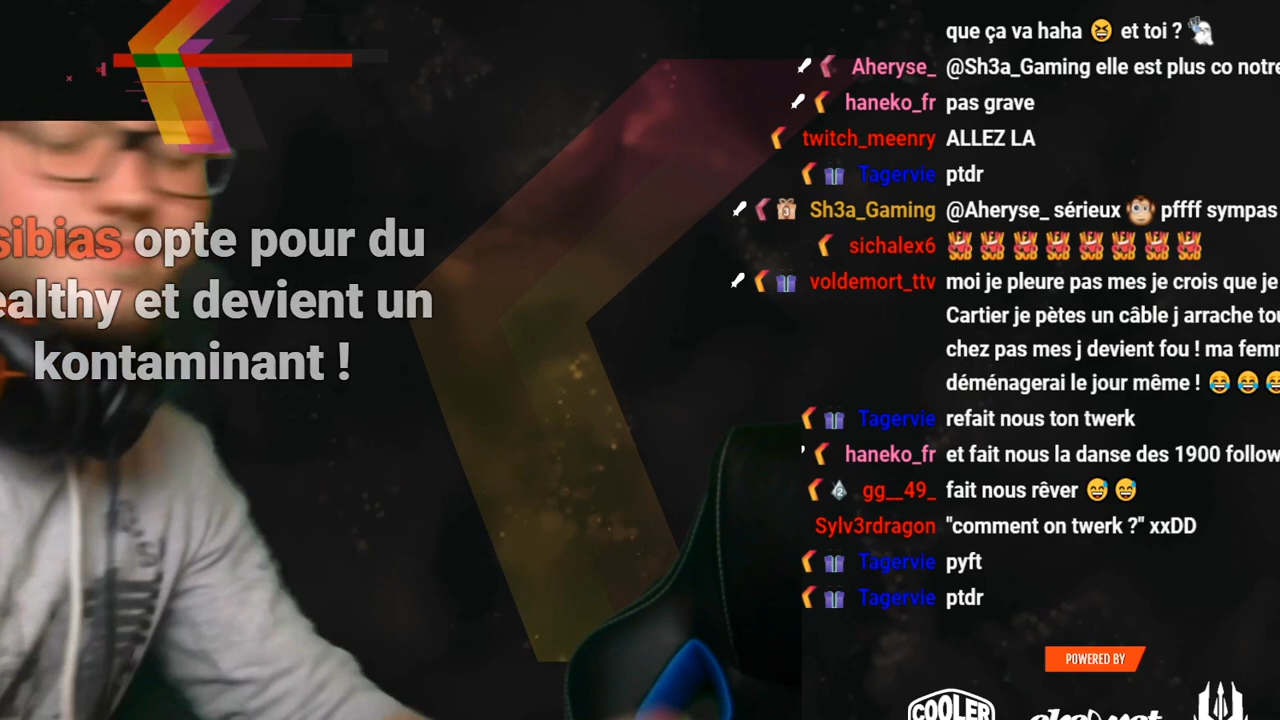 que ça va haha 😆 et toi ?
Aheryse_ @Sh3a_Gaming elle est plus co notre
haneko_fr pas grave
twitch_meenry ALLEZ LA
Tagervie ptdr
Sh3a_Gaming @Aheryse_ sérieux pffff sympas
sichalex6
voldemort_ttv moi je pleure pas mes je crois que je
Cartier je pètes un câble j arrache
chez pas mes j devient fou ! ma
déménagerai le jour même ! 😂 😂 😂
Tagervie refait nous ton twerk
haneko_fr et fait nous la danse des 1900
gg__49_ fait nous rêver 😅 😅
Sylv3rdragon "comment on twerk ?" xxDD
Tagervie pyft
Tagervie ptdr
sibias opte pour du
ealthy et devient un
kontaminant !
POWERED BY
COOLER